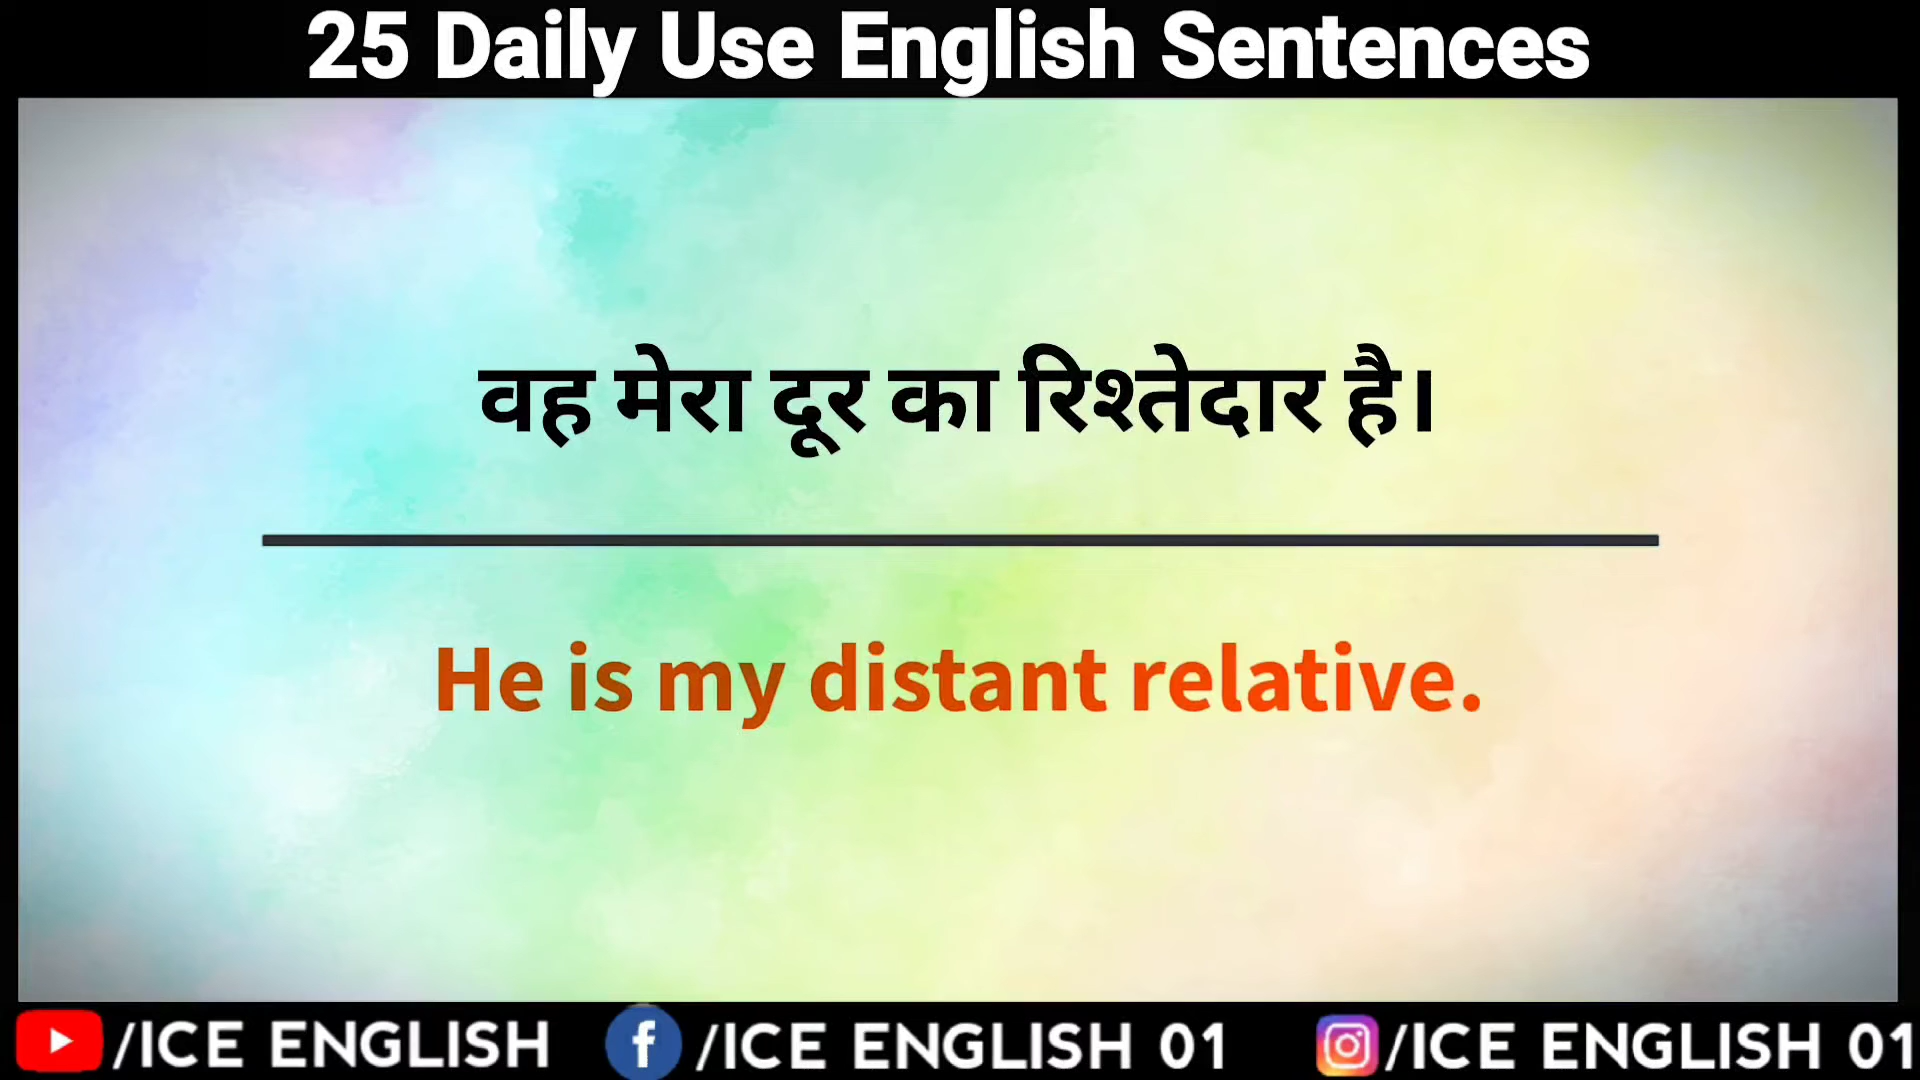 25 Daily Use English Sentences
वह मेरा दूर का रिश्तेदार है।
He is my distant relative.
/ICE ENGLISH /ICE ENGLISH 01 /ICE ENGLISH 01